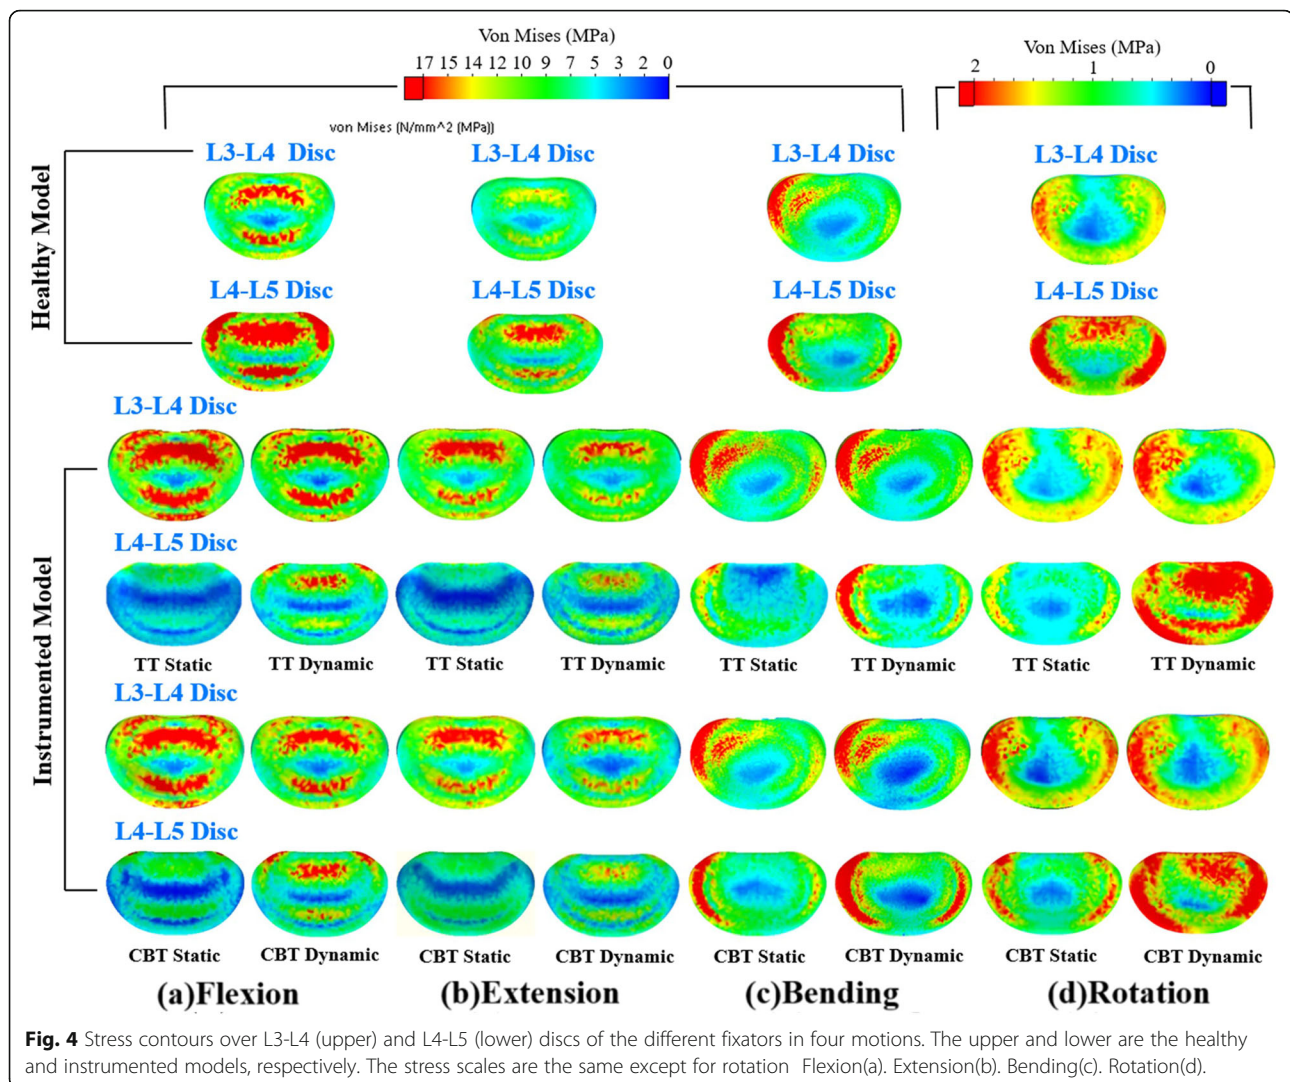 Von Mises (MPa)
17 15 14 12 10 9 7 5 3 2 0
von Mises (N/mm^2 (MPa))
Von Mises (MPa)
2 1 0
Healthy Model
L3-L4 Disc L3-L4 Disc L3-L4 Disc L3-L4 Disc
L4-L5 Disc L4-L5 Disc L4-L5 Disc L4-L5 Disc
Instrumented Model
L3-L4 Disc
L4-L5 Disc
TT Static TT Dynamic TT Static TT Dynamic TT Static TT Dynamic TT Static TT Dynamic
L3-L4 Disc
L4-L5 Disc
CBT Static CBT Dynamic CBT Static CBT Dynamic CBT Static CBT Dynamic CBT Static CBT Dynamic
(a)Flexion (b)Extension (c)Bending (d)Rotation
Fig. 4 Stress contours over L3-L4 (upper) and L4-L5 (lower) discs of the different fixators in four motions. The upper and lower are the healthy
and instrumented models, respectively. The stress scales are the same except for rotation Flexion(a). Extension(b). Bending(c). Rotation(d).